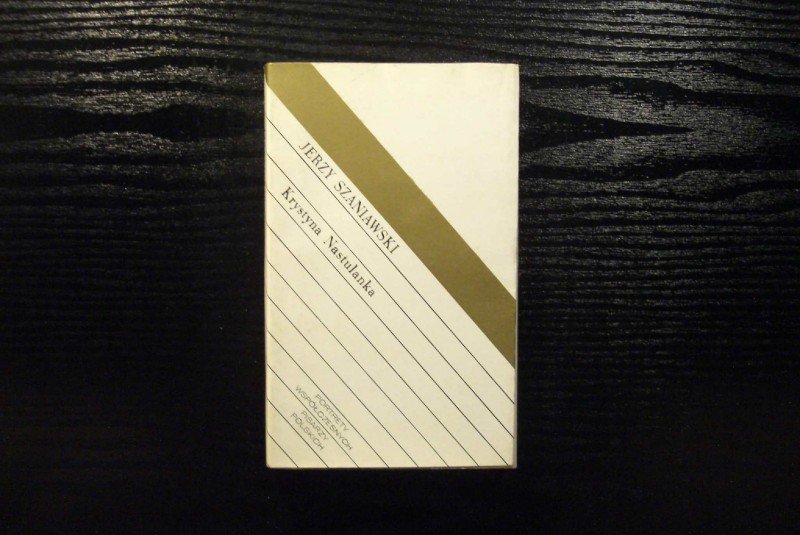 JERZY SZANIAWSKI
Krystyna Nastulanka
PORTRETY
WSPÓŁCZESNYCH
PISARZY
POLSKICH